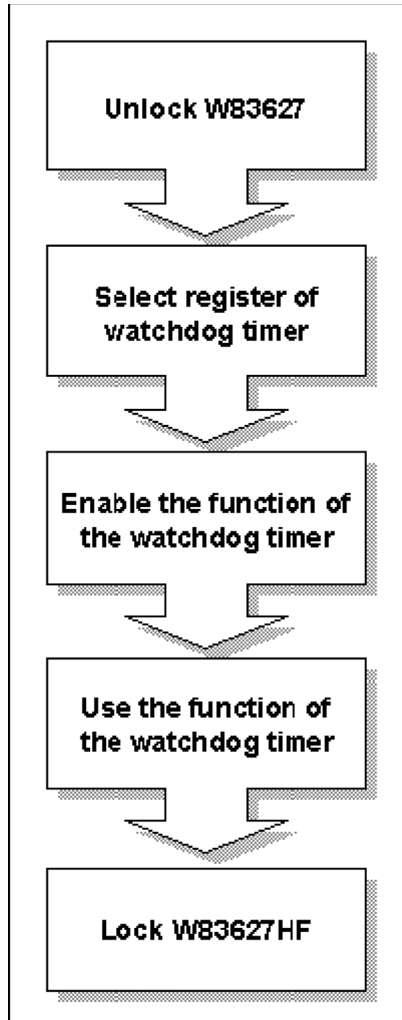 Unlock W83627
Select register of
watchdog timer
Enable the function of
the watchdog timer
Use the function of
the watchdog timer
Lock W83627HF